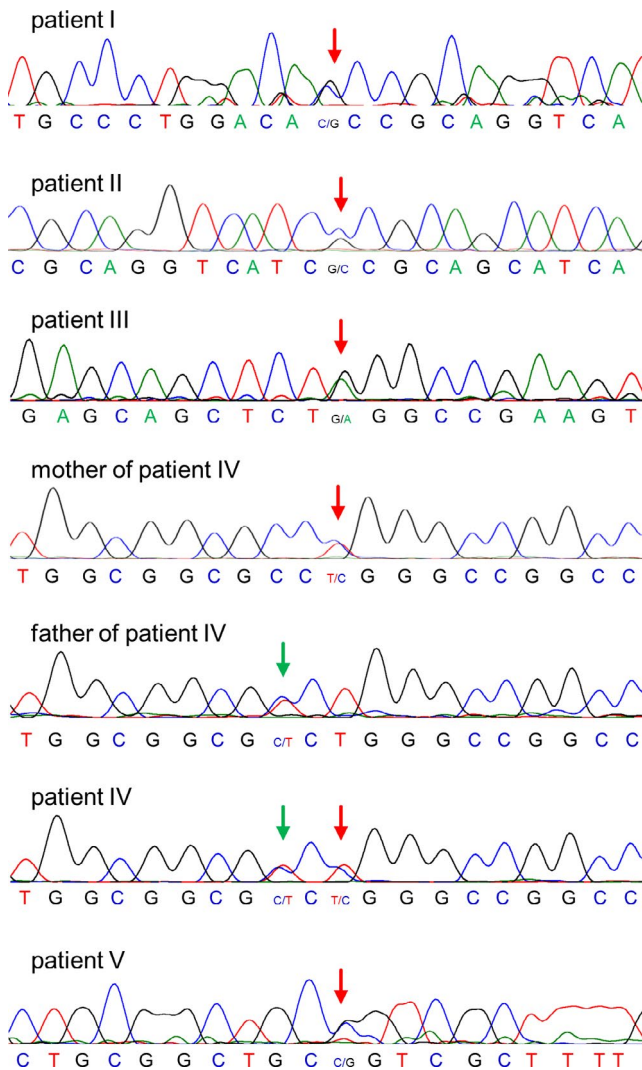 patient I
T G C C C T G G A C A C/G C C G C A G G T C A
patient II
C G C A G G T C A T C G/C C G C A G C A T C A
patient III
G A G C A G C T C T G/A G G C C G A A G T
mother of patient IV
T G G C G G C G C C T/C G G G C C G G C C
father of patient IV
T G G C G G C G C/T C T G G G C C G G C C
patient IV
T G G C G G C G C/T C T/C G G G C C G G C C
patient V
C T G C G G C T G C C/G G T C G C T T T T